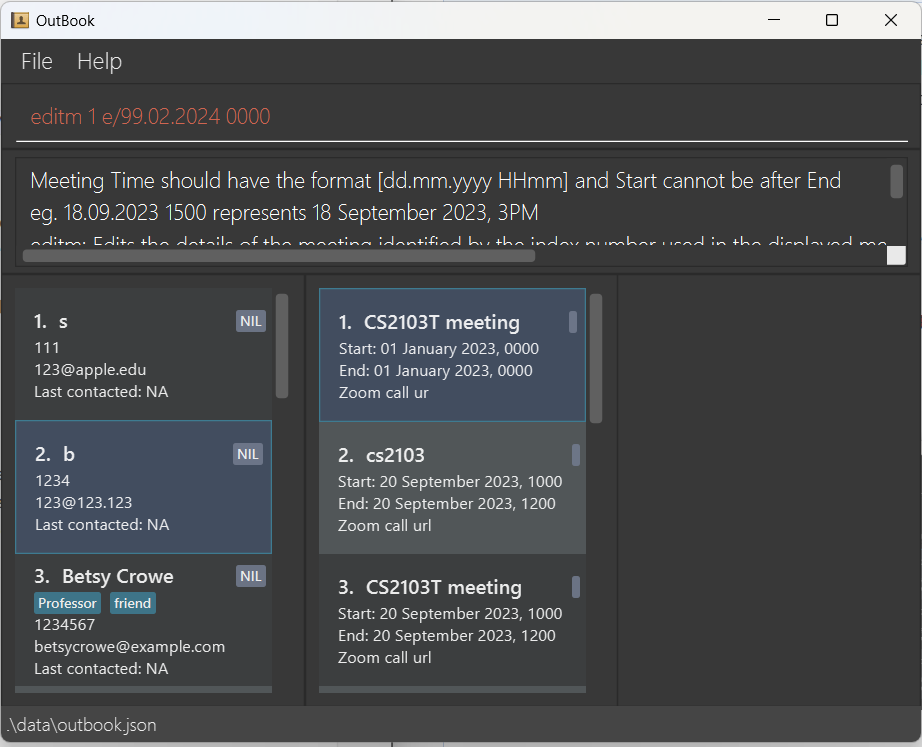 OutBook
File Help
editm 1 e/99.02.2024 0000
Meeting Time should have the format [dd.mm.yyyy HHmm] and Start cannot be after End
eg. 18.09.2023 1500 represents 18 September 2023, 3PM
editm: Edits the details of the meeting identified by the index number used in the displayed
1. s NIL
111
123@apple.edu
Last contacted: NA
2. b NIL
1234
123@123.123
Last contacted: NA
3. Betsy Crowe NIL
Professor friend
1234567
betsycrowe@example.com
Last contacted: NA
1. CS2103T meeting
Start: 01 January 2023, 0000
End: 01 January 2023, 0000
Zoom call ur
2. cs2103
Start: 20 September 2023, 1000
End: 20 September 2023, 1200
Zoom call url
3. CS2103T meeting
Start: 20 September 2023, 1000
End: 20 September 2023, 1200
Zoom call url
.\data\outbook.json